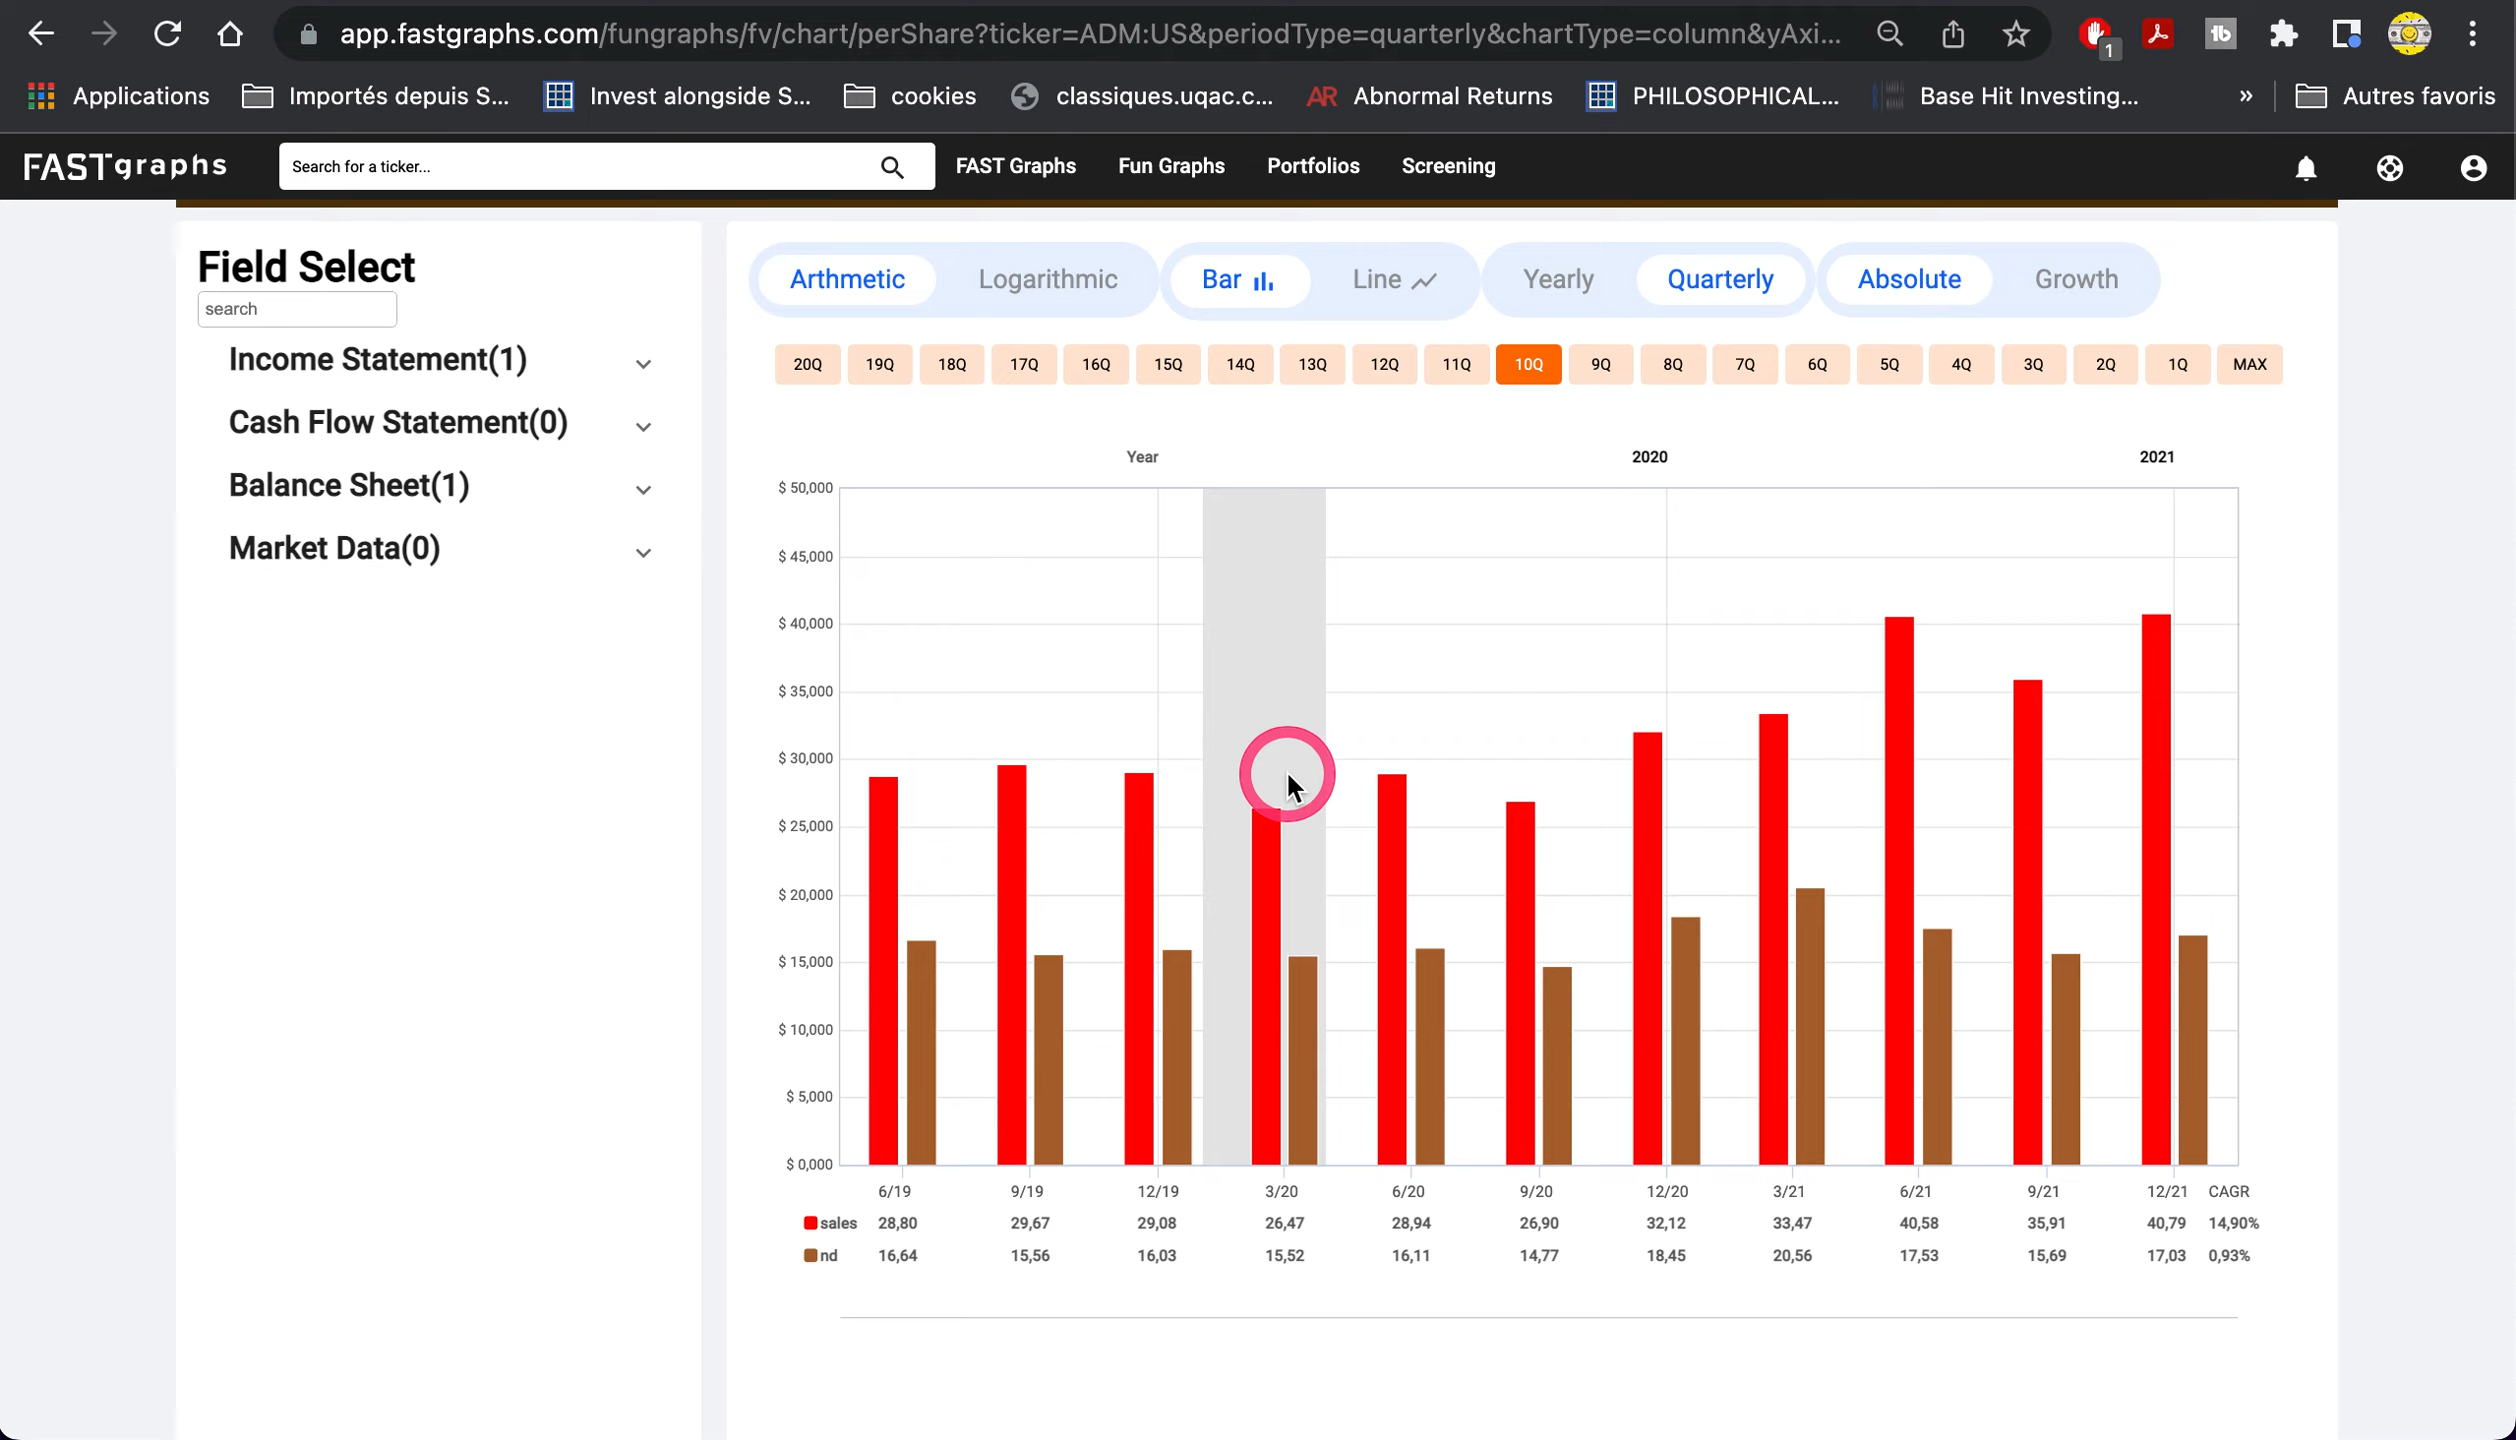 app.fastgraphs.com/fungraphs/fv/chart/perShare?ticker=ADM:US&periodType=quarterly&chartType=column&yAxi...
1
Applications
Importés depuis S...
Invest alongside S...
cookies
classiques.uqac.c...
AR Abnormal Returns
PHILOSOPHICAL...
Base Hit Investing...
»
Autres favoris
FASTgraphs
Search for a ticker...
FAST Graphs
Fun Graphs
Portfolios
Screening
Field Select
search
Income Statement(1)
Cash Flow Statement(0)
Balance Sheet(1)
Market Data(0)
Arthmetic Logarithmic Bar Line Yearly Quarterly Absolute Growth
20Q 19Q 18Q 17Q 16Q 15Q 14Q 13Q 12Q 11Q 10Q 9Q 8Q 7Q 6Q 5Q 4Q 3Q 2Q 1Q MAX
Year 2020 2021
$ 50,000
$ 45,000
$ 40,000
$ 35,000
$ 30,000
$ 25,000
$ 20,000
$ 15,000
$ 10,000
$ 5,000
$ 0,000
6/19 9/19 12/19 3/20 6/20 9/20 12/20 3/21 6/21 9/21 12/21 CAGR
sales 28,80 29,67 29,08 26,47 28,94 26,90 32,12 33,47 40,58 35,91 40,79 14,90%
nd 16,64 15,56 16,03 15,52 16,11 14,77 18,45 20,56 17,53 15,69 17,03 0,93%